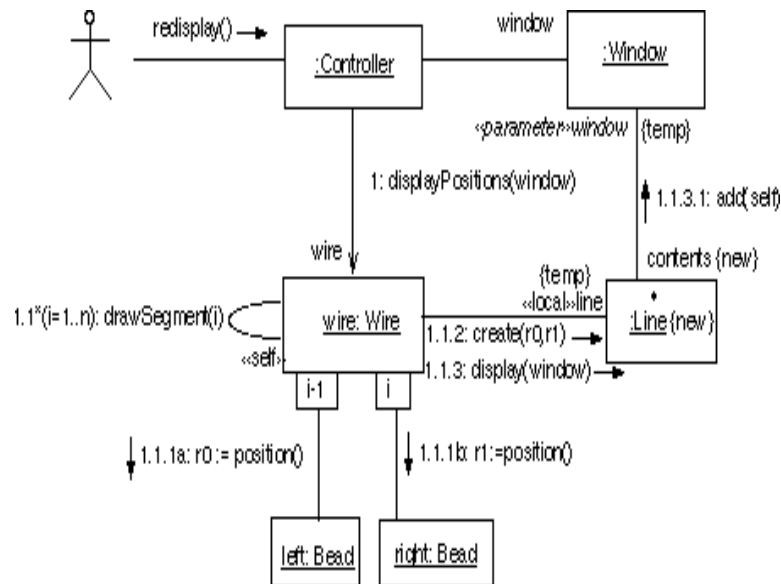 redisplay()
window
:Controller
:Window
«parameter»window
{temp}
1: displayPositions(window)
1.1.3.1: add(self)
wire
contents {new}
{temp}
«local»line
1.1*(i=1..n): drawSegment(i)
wire: Wire
*
:Line{new}
1.1.2: create(r0,r1)
«self»
1.1.3: display(window)
i-1
i
1.1.1a: r0 := position()
1.1.1b: r1:=position()
left: Bead
right: Bead